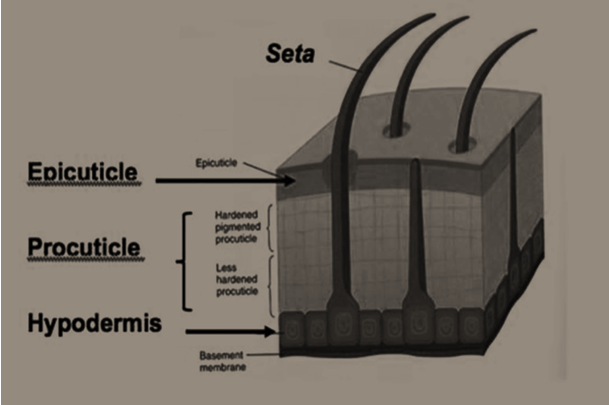 Seta
Epicuticle
Epicuticle
Hardened
pigmented
procuticle
Procuticle
Less
hardened
procuticle
Hypodermis
Basement
membrane